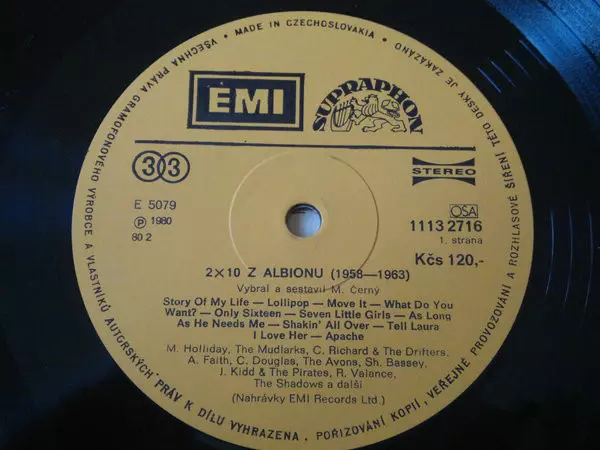 MADE IN CZECHOSLOVAKIA • VŠECHNA PRÁVA GRAMOFONOVÉHO VÝROBCE A VLASTNÍKŮ AUTORSKÝCH PRÁV K DÍLU VYHRAZENA. POŘIZOVÁNÍ KOPIÍ, VEŘEJNÉ PROVOZOVÁNÍ A ROZHLASOVÉ ŠÍŘENÍ TÉTO DESKY JE ZAKÁZÁNO
EMI
SUPRAPHON
33
STEREO
E 5079
Ⓟ 1980
80 2
OSA
1113 2716
1. strana
Kčs 120,-
2×10 Z ALBIONU (1958—1963)
Vybral a sestavil M. Černý
Story Of My Life — Lollipop — Move It — What Do You
Want? — Only Sixteen — Seven Little Girls — As Long
As He Needs Me — Shakin' All Over — Tell Laura
I Love Her — Apache
M. Holliday, The Mudlarks, C. Richard & The Drifters,
A. Faith, C. Douglas, The Avons, Sh. Bassey,
J. Kidd & The Pirates, R. Valance,
The Shadows a další
(Nahrávky EMI Records Ltd.)